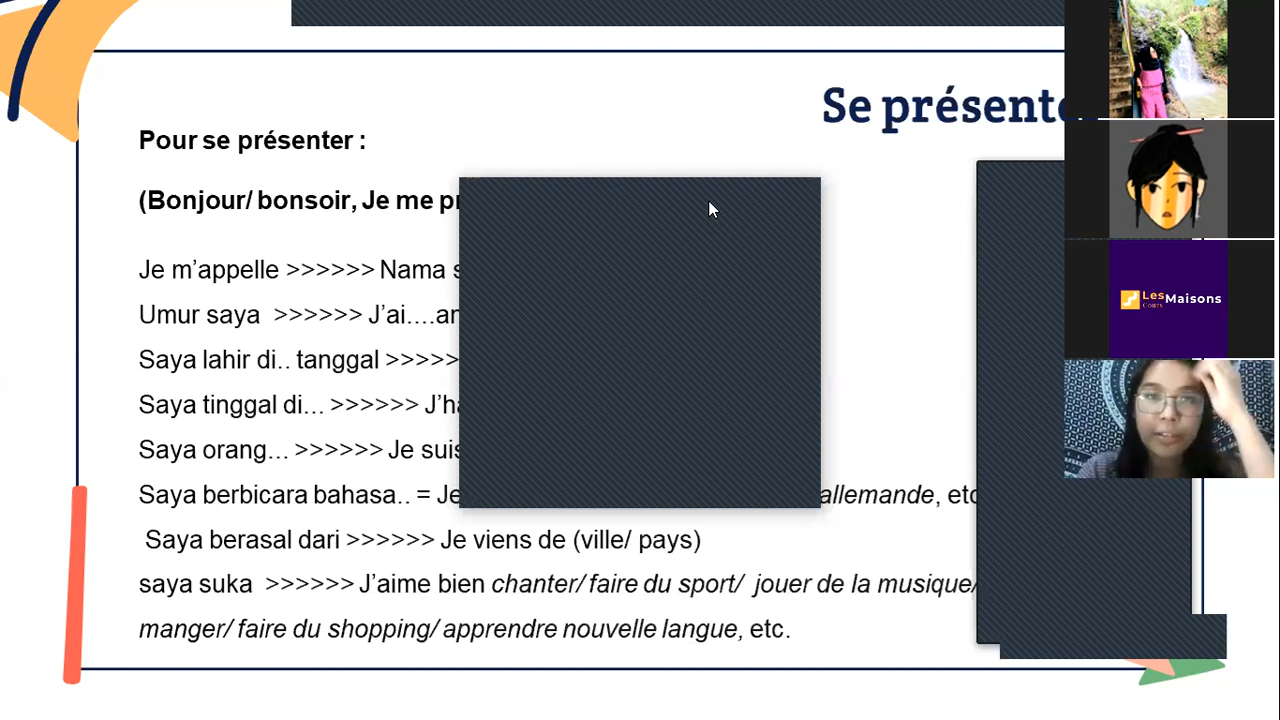 Se présente
Pour se présenter :
(Bonjour/ bonsoir, Je me
Je m’appelle >>>>>> Nama
Umur saya >>>>>> J’ai....
Saya lahir di.. tanggal >>>>>
Saya tinggal di... >>>>>>
Saya orang... >>>>>> Je suis
Saya berbicara bahasa.. = Je allemande, etc
Saya berasal dari >>>>>> Je viens de (ville/ pays)
saya suka >>>>>> J’aime bien chanter/ faire du sport/ jouer de la musique/
manger/ faire du shopping/ apprendre nouvelle langue, etc.
Les Maisons
Cours